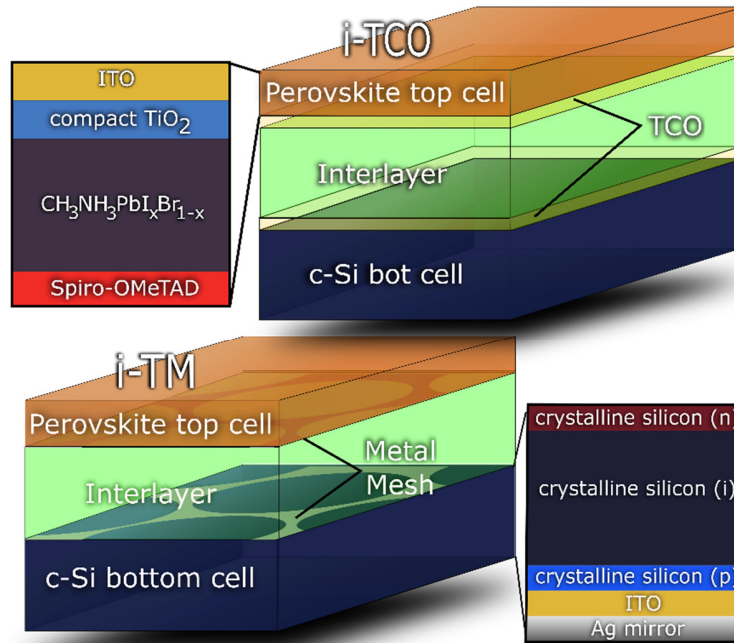 i-TCO
ITO
compact TiO2
CH3NH3PbIxBr1-x
Spiro-OMeTAD
Perovskite top cell
TCO
Interlayer
c-Si bot cell
i-TM
Perovskite top cell
Metal
Mesh
Interlayer
c-Si bottom cell
crystalline silicon (n)
crystalline silicon (i)
crystalline silicon (p)
ITO
Ag mirror